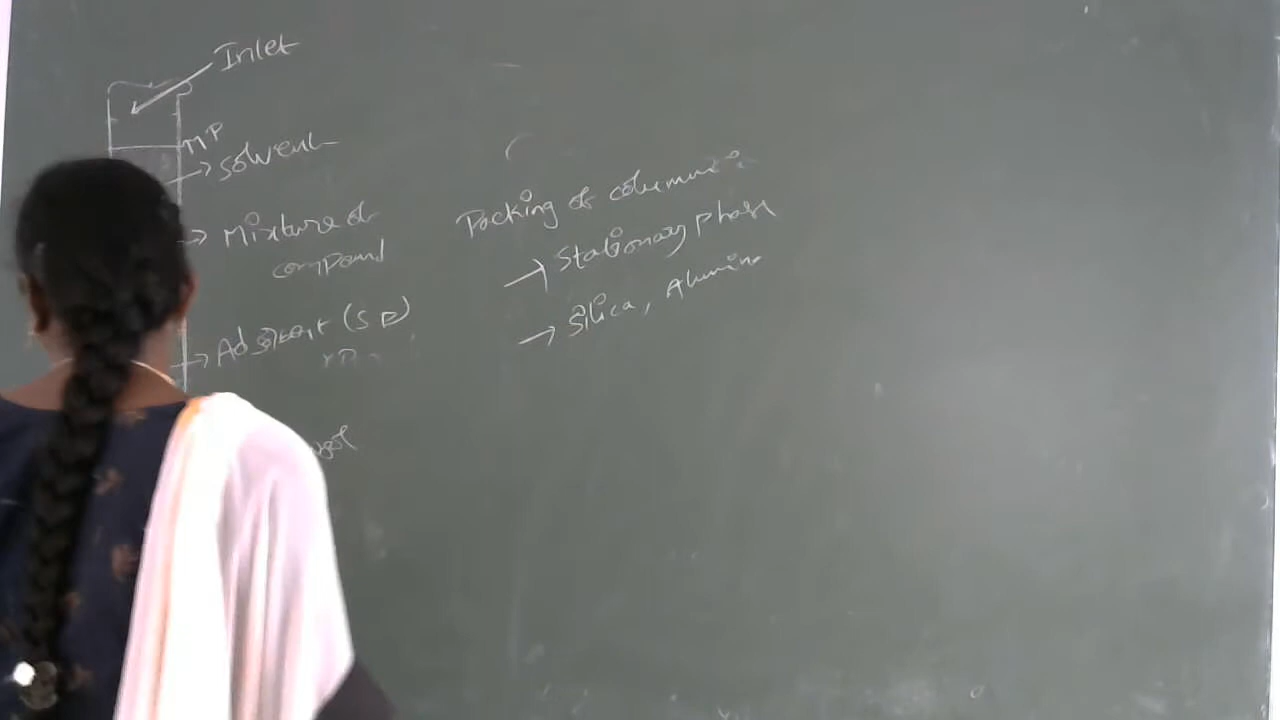 Inlet
MP
→ Solvent
→ Mixture of
compound
→ Adsorbent (SP)
Packing of column :
→ Stationary phase
→ Silica, Alumina